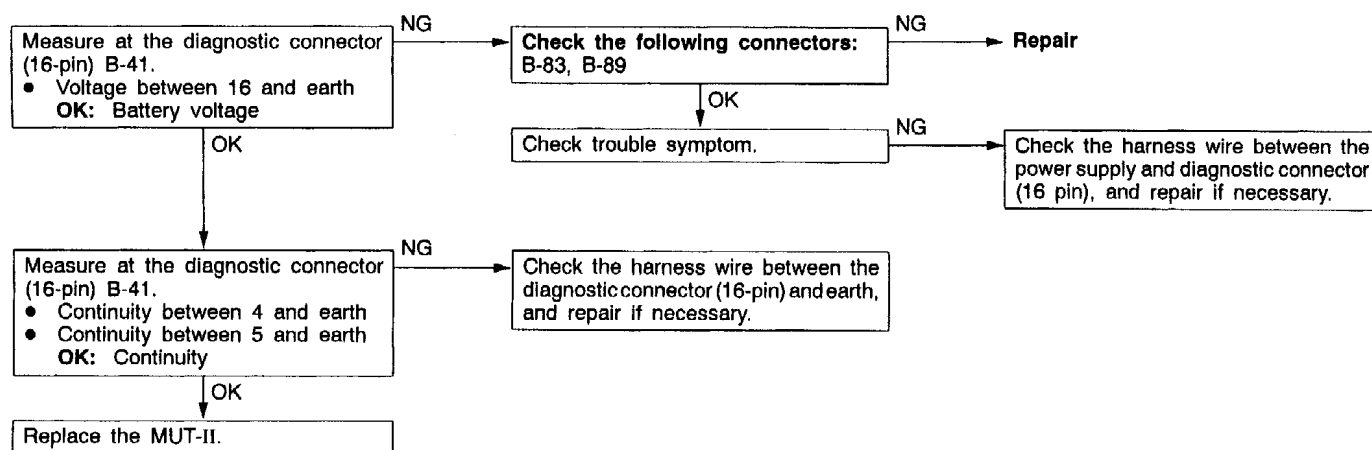 Measure at the diagnostic connector
(16-pin) B-41.
● Voltage between 16 and earth
OK: Battery voltage
NG
Check the following connectors:
B-83, B-89
NG
Repair
OK
Check trouble symptom.
NG
Check the harness wire between the
power supply and diagnostic connector
(16 pin), and repair if necessary.
OK
Measure at the diagnostic connector
(16-pin) B-41.
● Continuity between 4 and earth
● Continuity between 5 and earth
OK: Continuity
NG
Check the harness wire between the
diagnostic connector (16-pin) and earth,
and repair if necessary.
OK
Replace the MUT-II.